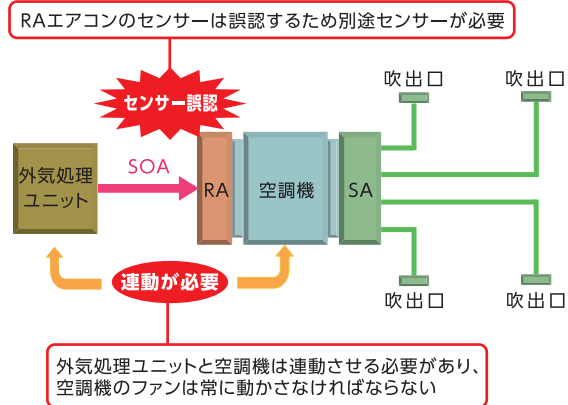 RAエアコンのセンサーは誤認するため別途センサーが必要
吹出口 吹出口
センサー誤認
外気処理
ユニット
SOA
RA
空調機
SA
連動が必要
吹出口 吹出口
外気処理ユニットと空調機は連動させる必要があり、
空調機のファンは常に動かさなければならない